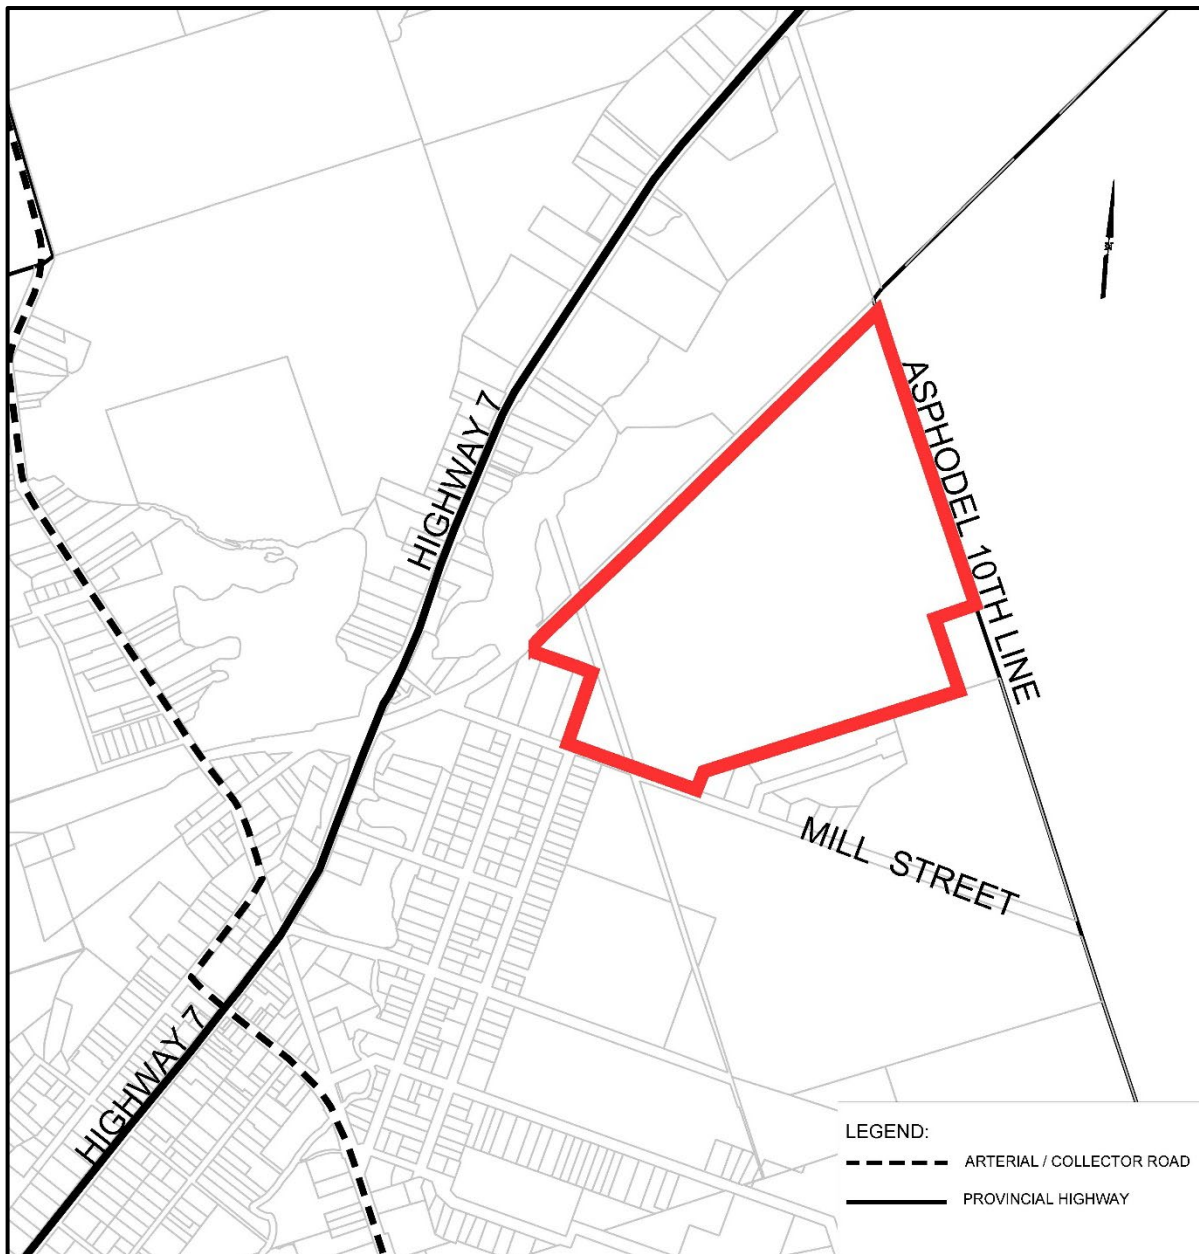 HIGHWAY 7
ASPHODEL 10TH LINE
MILL STREET
HIGHWAY 7
LEGEND:
ARTERIAL / COLLECTOR ROAD
PROVINCIAL HIGHWAY